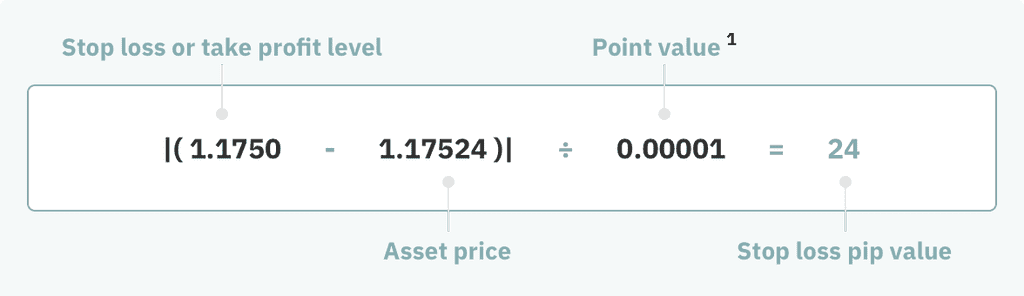 Stop loss or take profit level
Point value 1
|( 1.1750 - 1.17524 )| ÷ 0.00001 = 24
Asset price
Stop loss pip value